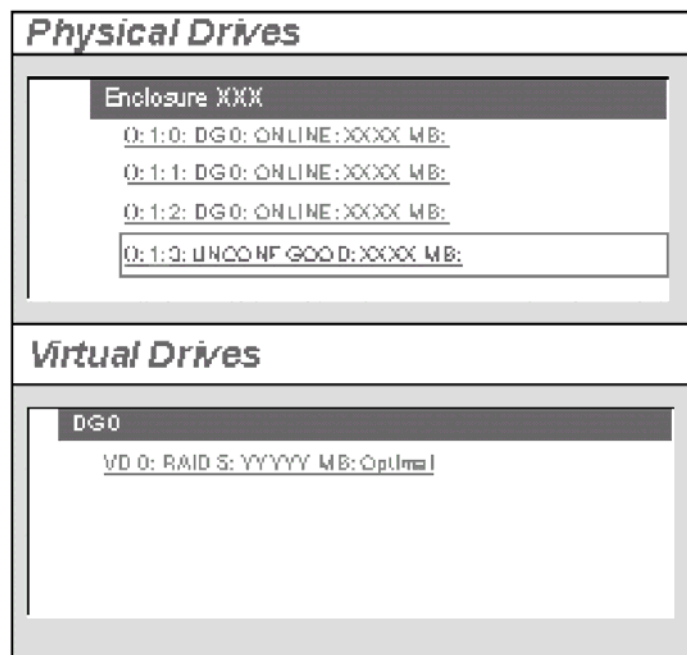 Physical Drives
Enclosure XXX
0: 1:0: DG0: ONLINE: XXXX MB:
0: 1:1: DG0: ONLINE: XXXX MB:
0: 1:2: DG0: ONLINE: XXXX MB:
0: 1:3: UNCONF GOOD: XXXX MB:
Virtual Drives
DG0
VD 0: RAID 5: YYYYY MB: Optimal